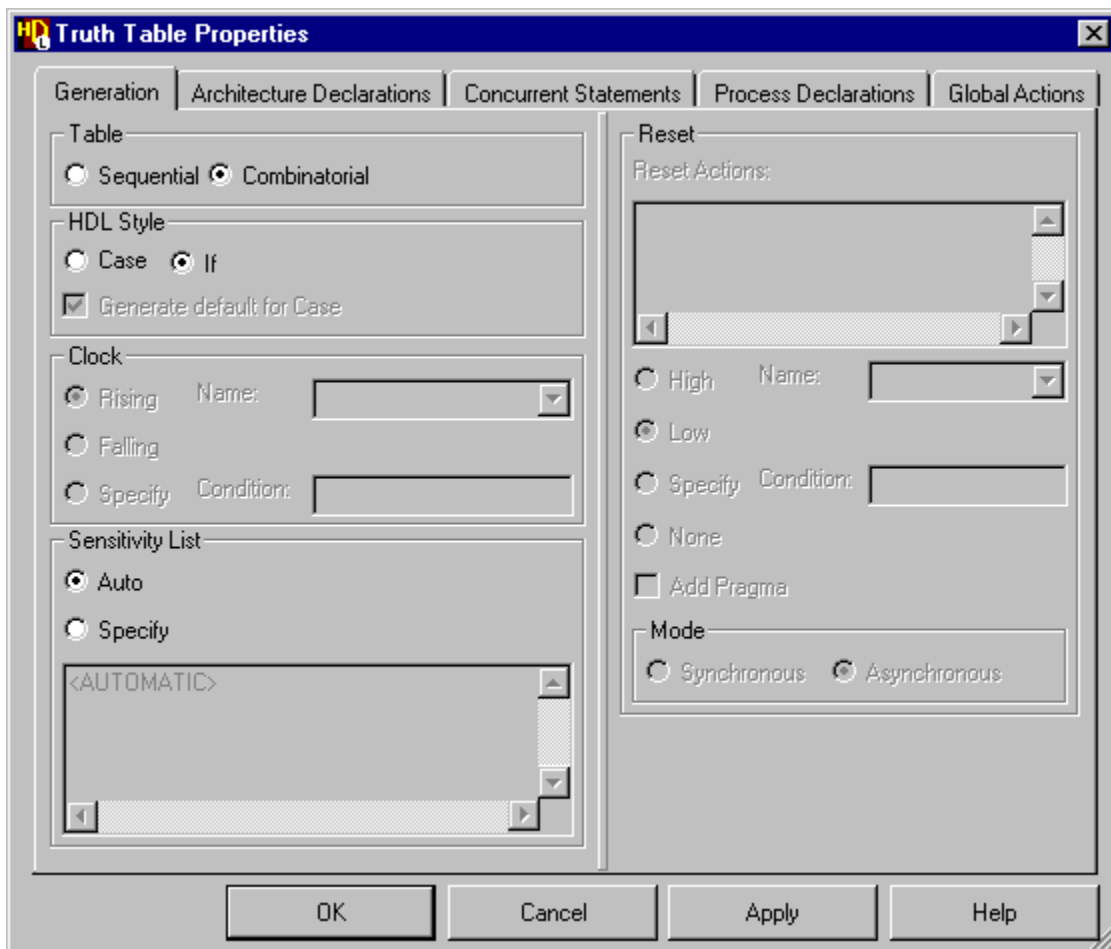 HD L Truth Table Properties
Generation Architecture Declarations Concurrent Statements Process Declarations Global Actions
Table
Sequential Combinatorial
HDL Style
Case If
Generate default for Case
Clock
Rising Name:
Falling
Specify Condition:
Sensitivity List
Auto
Specify
<AUTOMATIC>
Reset
Reset Actions:
High Name:
Low
Specify Condition:
None
Add Pragma
Mode
Synchronous Asynchronous
OK Cancel Apply Help